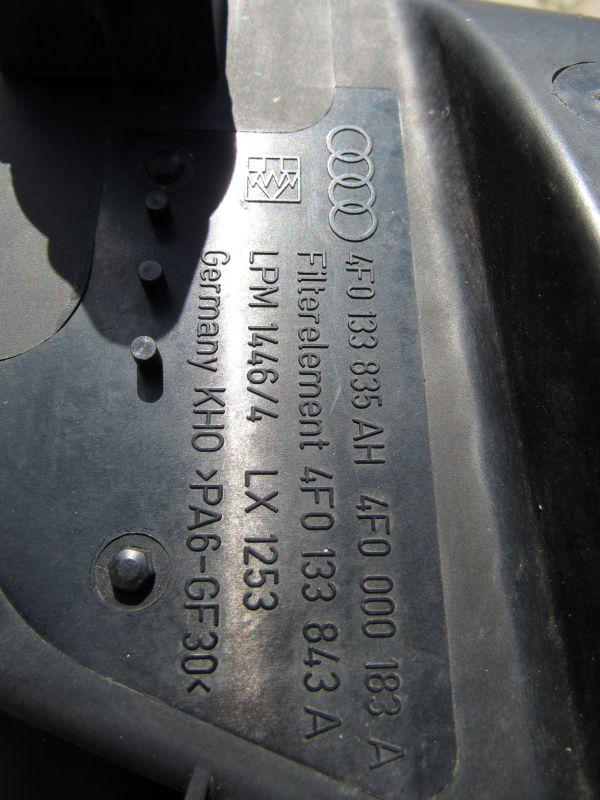 4F0 133 835 AH 4F0 000 183 A
Filterelement 4F0 133 843 A
LPM 1446/4 LX 1253
Germany KHO >PA6-GF30<